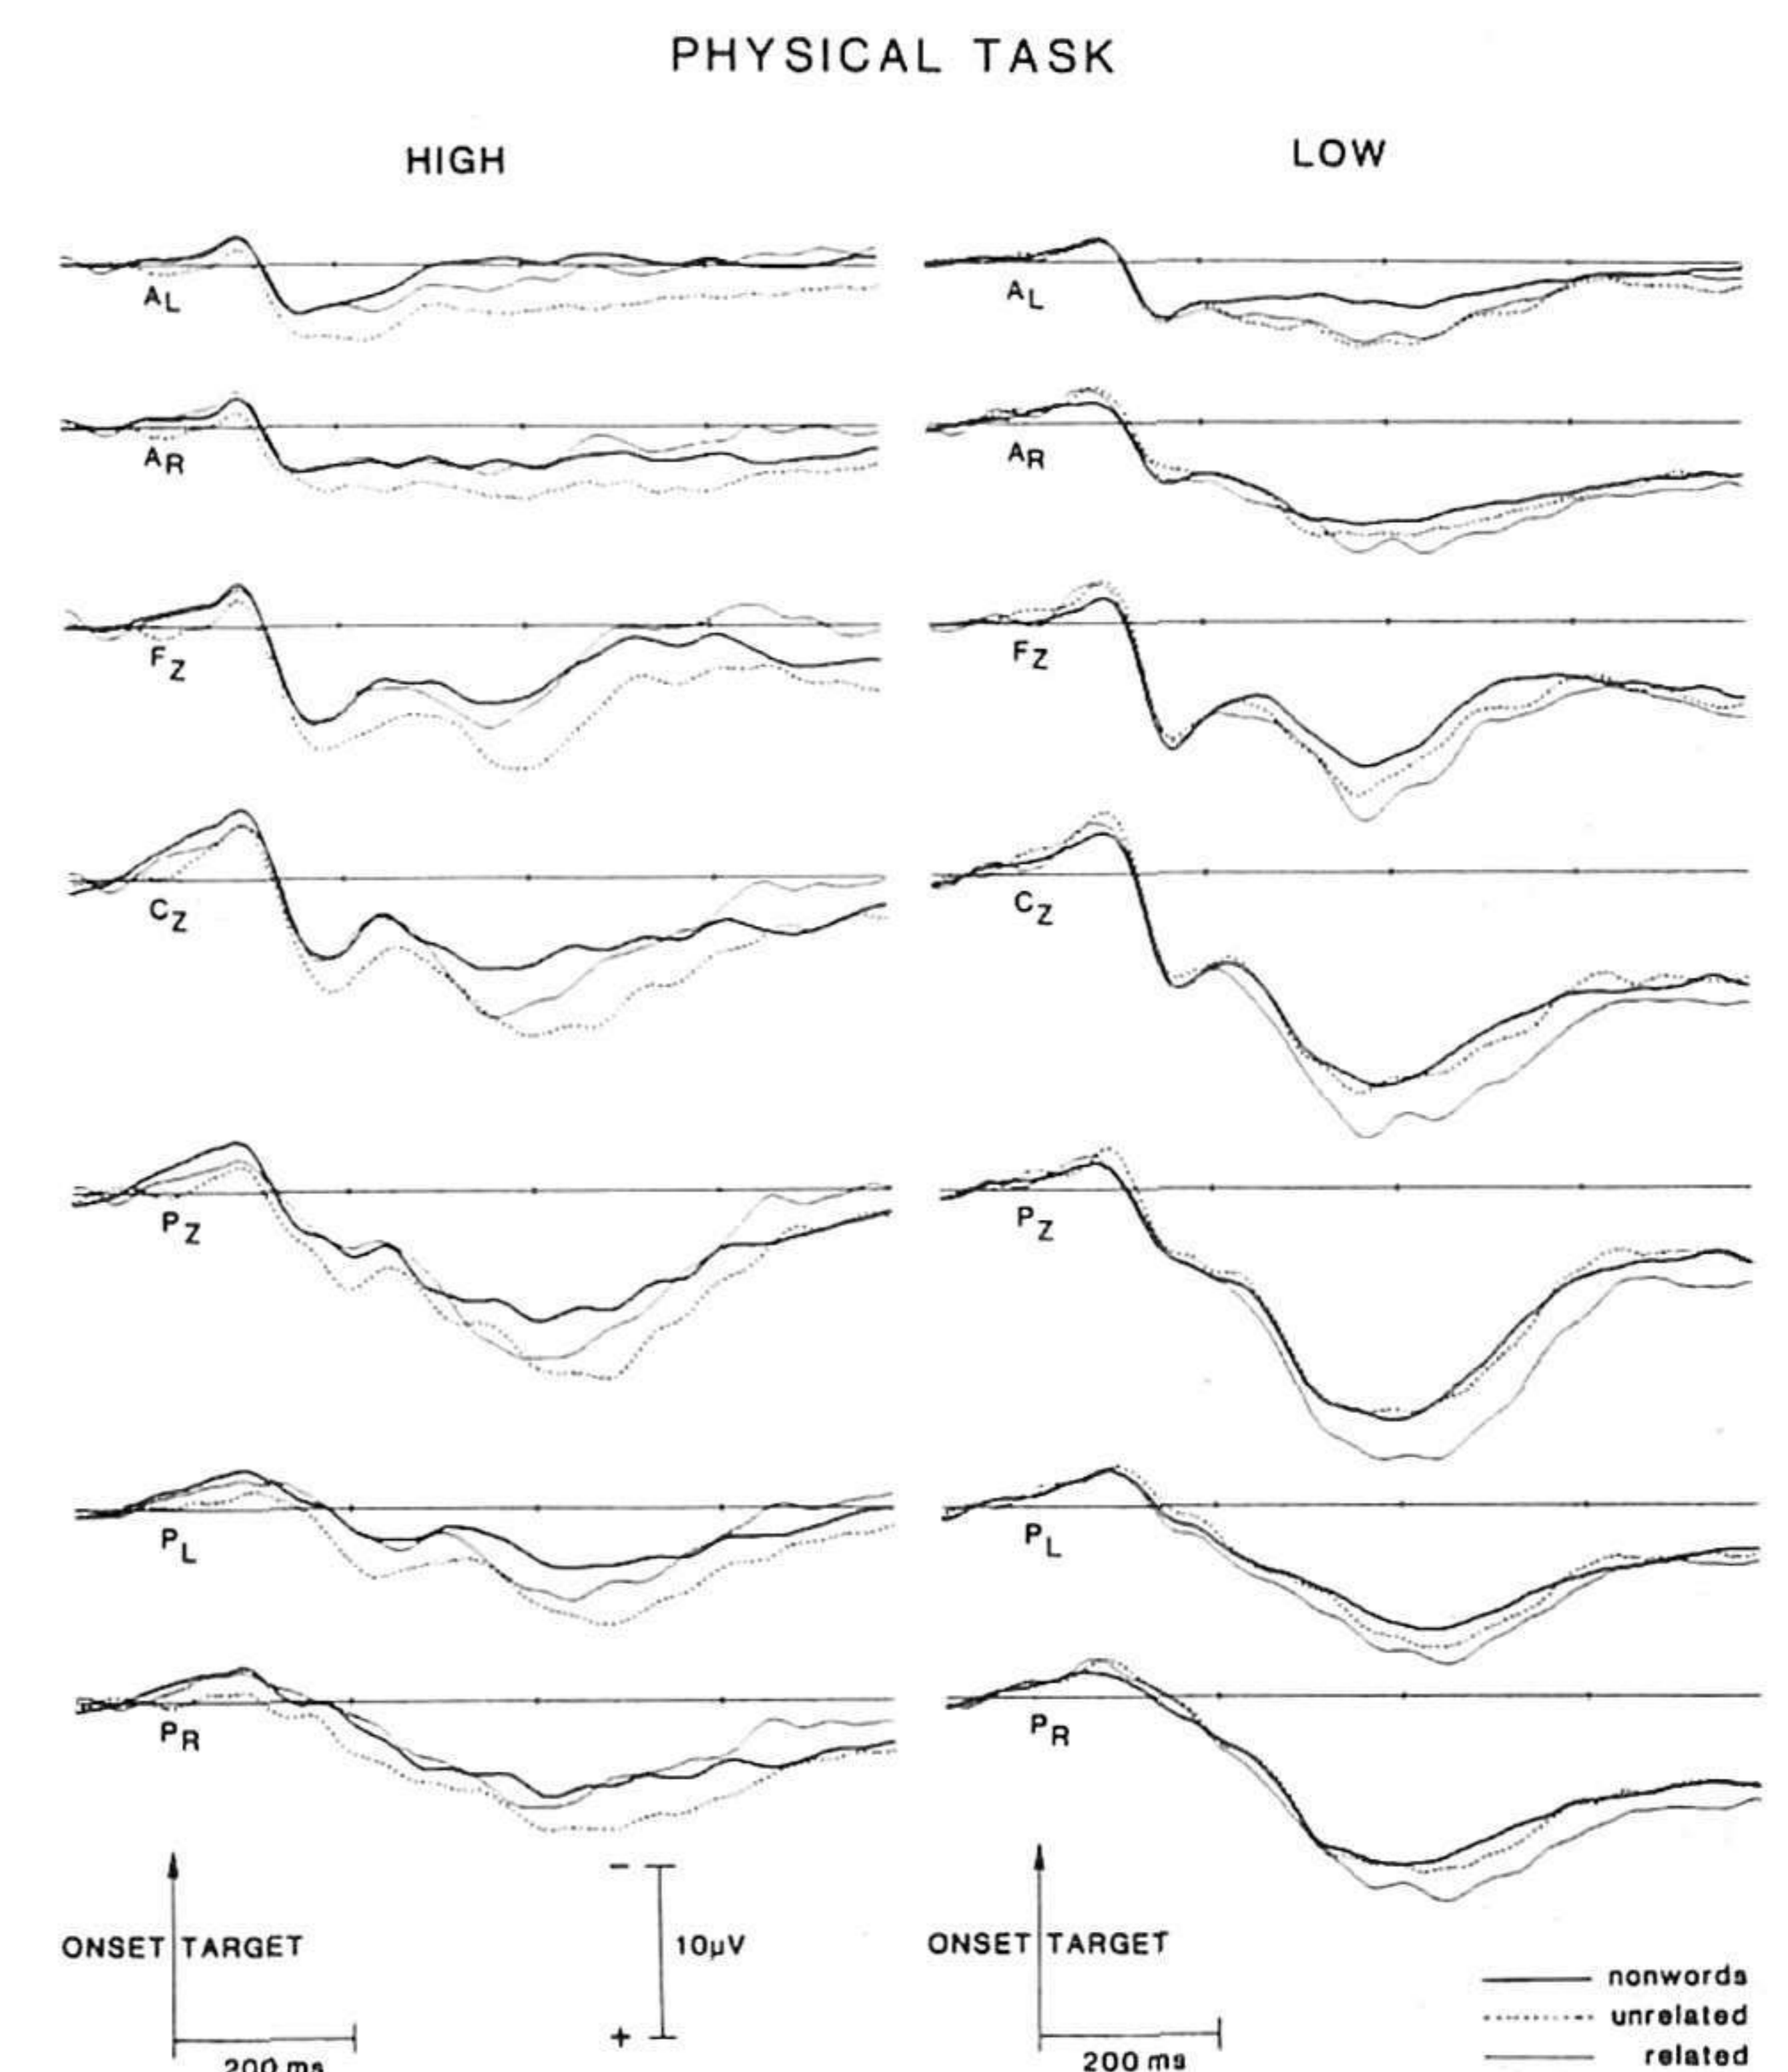 PHYSICAL TASK
HIGH
LOW
AL
AL
AR
AR
FZ
FZ
CZ
CZ
PZ
PZ
PL
PL
PR
PR
−
10µV
+
ONSET TARGET
200 ms
ONSET TARGET
200 ms
nonwords
unrelated
related